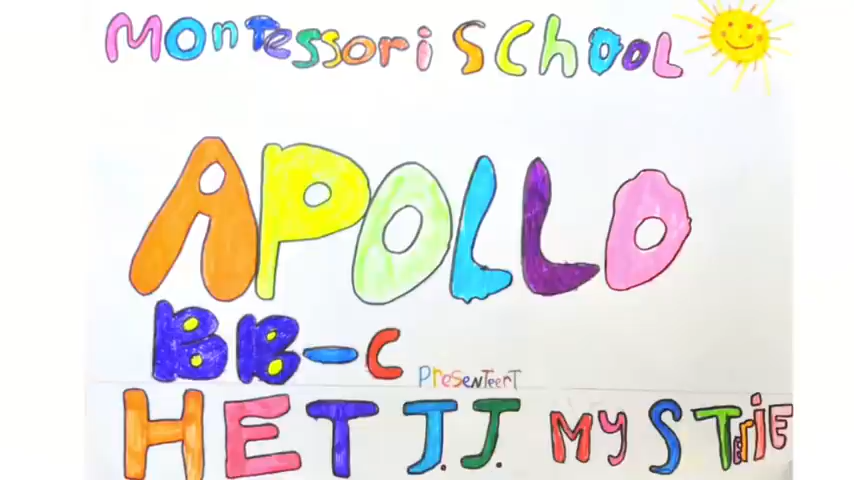 Montessori SChOOL
APOLLO
BB-C
PreSenTeerT
HET J.J. MySTerIE